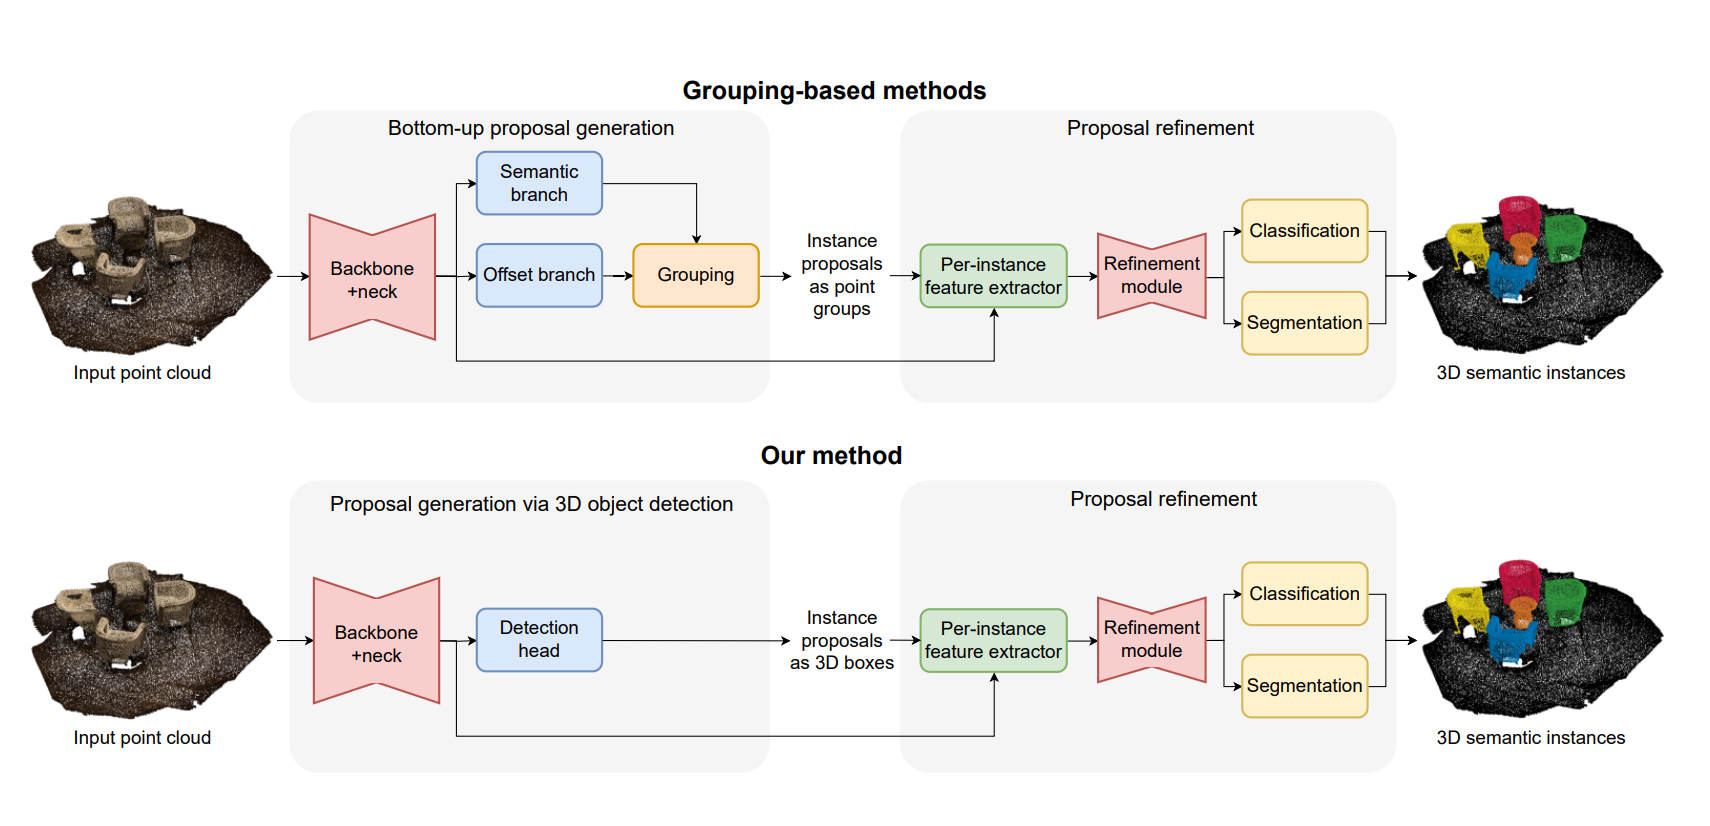 Grouping-based methods
Bottom-up proposal generation
Proposal refinement
Semantic
branch
Backbone
+neck
Offset branch
Grouping
Instance
proposals
as point
groups
Per-instance
feature extractor
Refinement
module
Classification
Segmentation
Input point cloud
3D semantic instances
Our method
Proposal generation via 3D object detection
Proposal refinement
Backbone
+neck
Detection
head
Instance
proposals
as 3D boxes
Per-instance
feature extractor
Refinement
module
Classification
Segmentation
Input point cloud
3D semantic instances